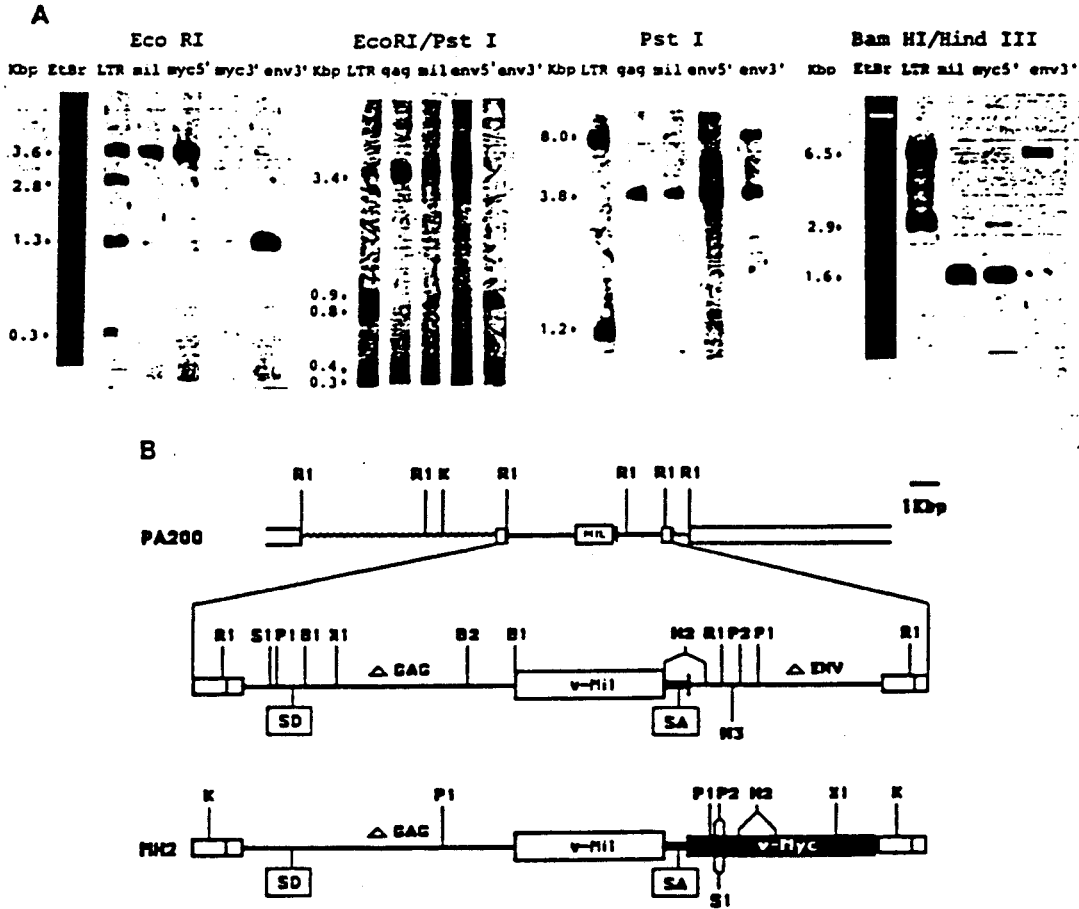 A
Eco RI EcoRI/Pst I Pst I Bam HI/Hind III
Kbp EtBr LTR mil myc5' myc3' env3' Kbp LTR gag mil env5' env3' Kbp LTR gag mil env5' env3' Kbp EtBr LTR mil myc5' env3'
3.6
2.8
1.3
0.3
3.4
0.9
0.8
0.4
0.3
8.0
3.8
1.2
6.5
2.9
1.6
B
R1 R1 K R1 R1 R1 R1
1Kbp
PA200 MIL
R1 S1 P1 B1 X1 B2 B1 H2 R1 P2 P1 R1
△ GAG △ ENV
v-Mil
SD SA
H3
K P1 P1 P2 H2 X1 K
△ GAG
MH2 v-Mil v-Myc
SD SA
S1